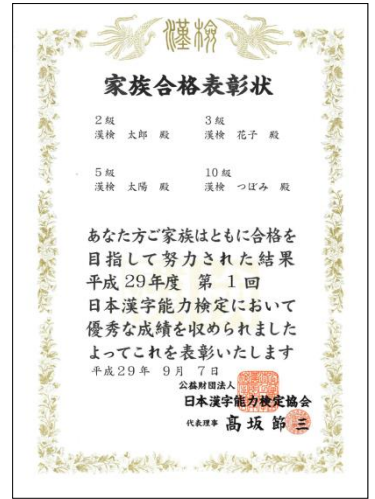 漢検
家族合格表彰状
2級 3級
漢検 太郎 殿 漢検 花子 殿
5級 10級
漢検 太陽 殿 漢検 つぼみ 殿
あなた方ご家族はともに合格を
目指して努力された結果
平成29年度 第1回
日本漢字能力検定において
優秀な成績を収められました
よってこれを表彰いたします
平成29年 9月 7日
公益財団法人
日本漢字能力検定協会
代表理事 高坂 節三